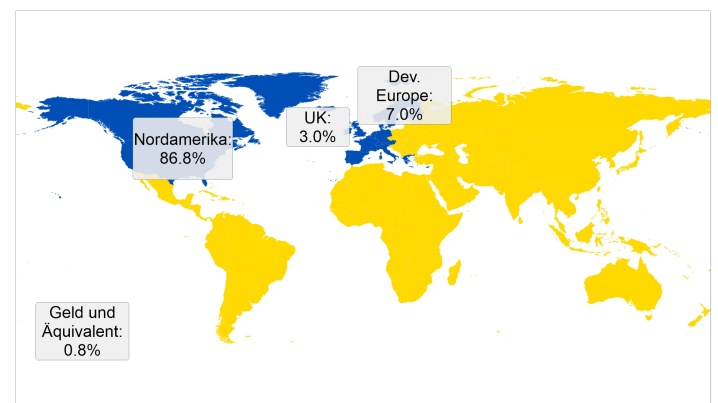 Dev.
Europe:
7.0%
UK:
3.0%
Nordamerika:
86.8%
Geld und
Äquivalent:
0.8%